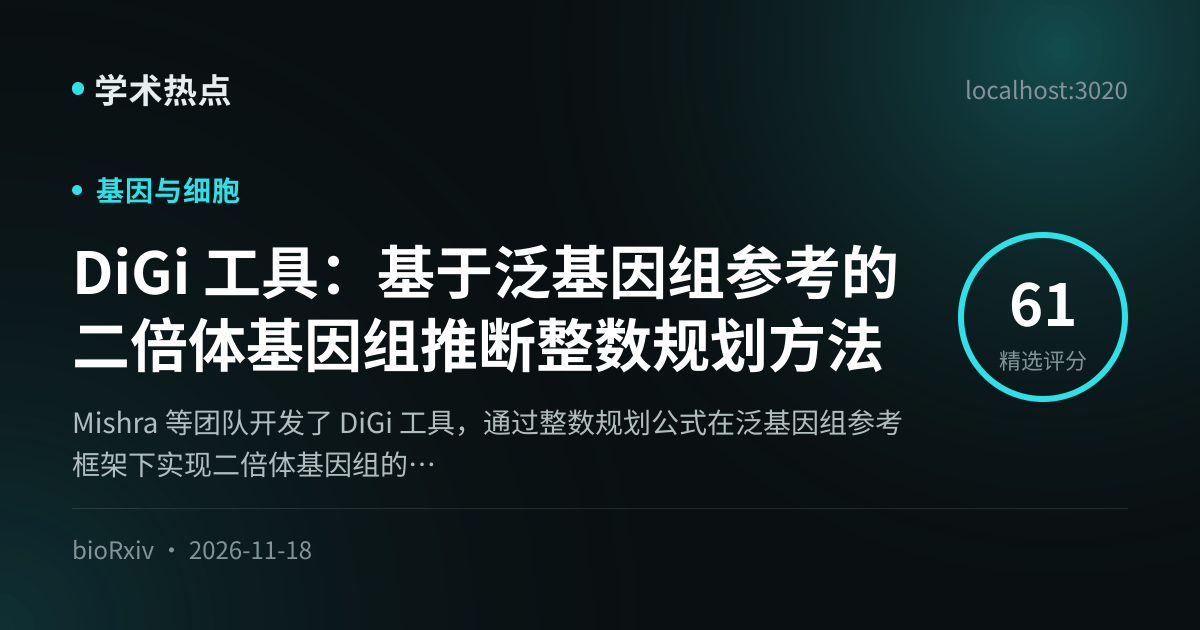 学术热点
localhost:3020
基因与细胞
DiGi 工具：基于泛基因组参考的
二倍体基因组推断整数规划方法
61
精选评分
Mishra 等团队开发了 DiGi 工具，通过整数规划公式在泛基因组参考
框架下实现二倍体基因组的…
bioRxiv • 2026-11-18